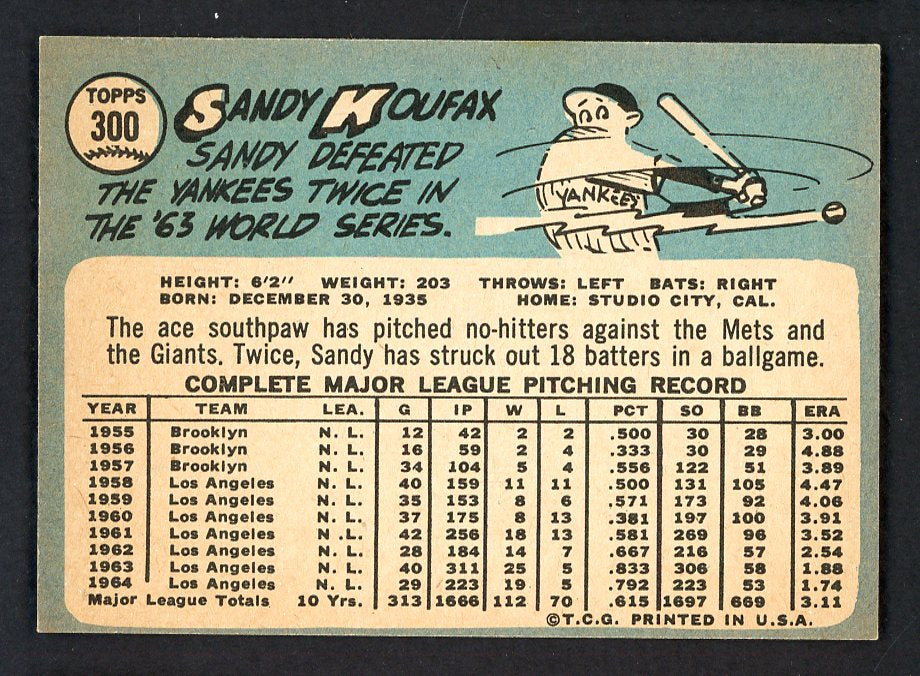 TOPPS
300
SANDY KOUFAX
SANDY DEFEATED
THE YANKEES TWICE IN
THE '63 WORLD SERIES.
YANKEES
HEIGHT: 6'2" WEIGHT: 203 THROWS: LEFT BATS: RIGHT
BORN: DECEMBER 30, 1935 HOME: STUDIO CITY, CAL.
The ace southpaw has pitched no-hitters against the Mets and
the Giants. Twice, Sandy has struck out 18 batters in a ballgame.
COMPLETE MAJOR LEAGUE PITCHING RECORD
YEAR TEAM LEA. G IP W L PCT SO BB ERA
1955 Brooklyn N. L. 12 42 2 2 .500 30 28 3.00
1956 Brooklyn N. L. 16 59 2 4 .333 30 29 4.88
1957 Brooklyn N. L. 34 104 5 4 .556 122 51 3.89
1958 Los Angeles N. L. 40 159 11 11 .500 131 105 4.47
1959 Los Angeles N. L. 35 153 8 6 .571 173 92 4.06
1960 Los Angeles N. L. 37 175 8 13 .381 197 100 3.91
1961 Los Angeles N. L. 42 256 18 13 .581 269 96 3.52
1962 Los Angeles N. L. 28 184 14 7 .667 216 57 2.54
1963 Los Angeles N. L. 40 311 25 5 .833 306 58 1.88
1964 Los Angeles N. L. 29 223 19 5 .792 223 53 1.74
Major League Totals 10 Yrs. 313 1666 112 70 .615 1697 669 3.11
©T.C.G. PRINTED IN U.S.A.